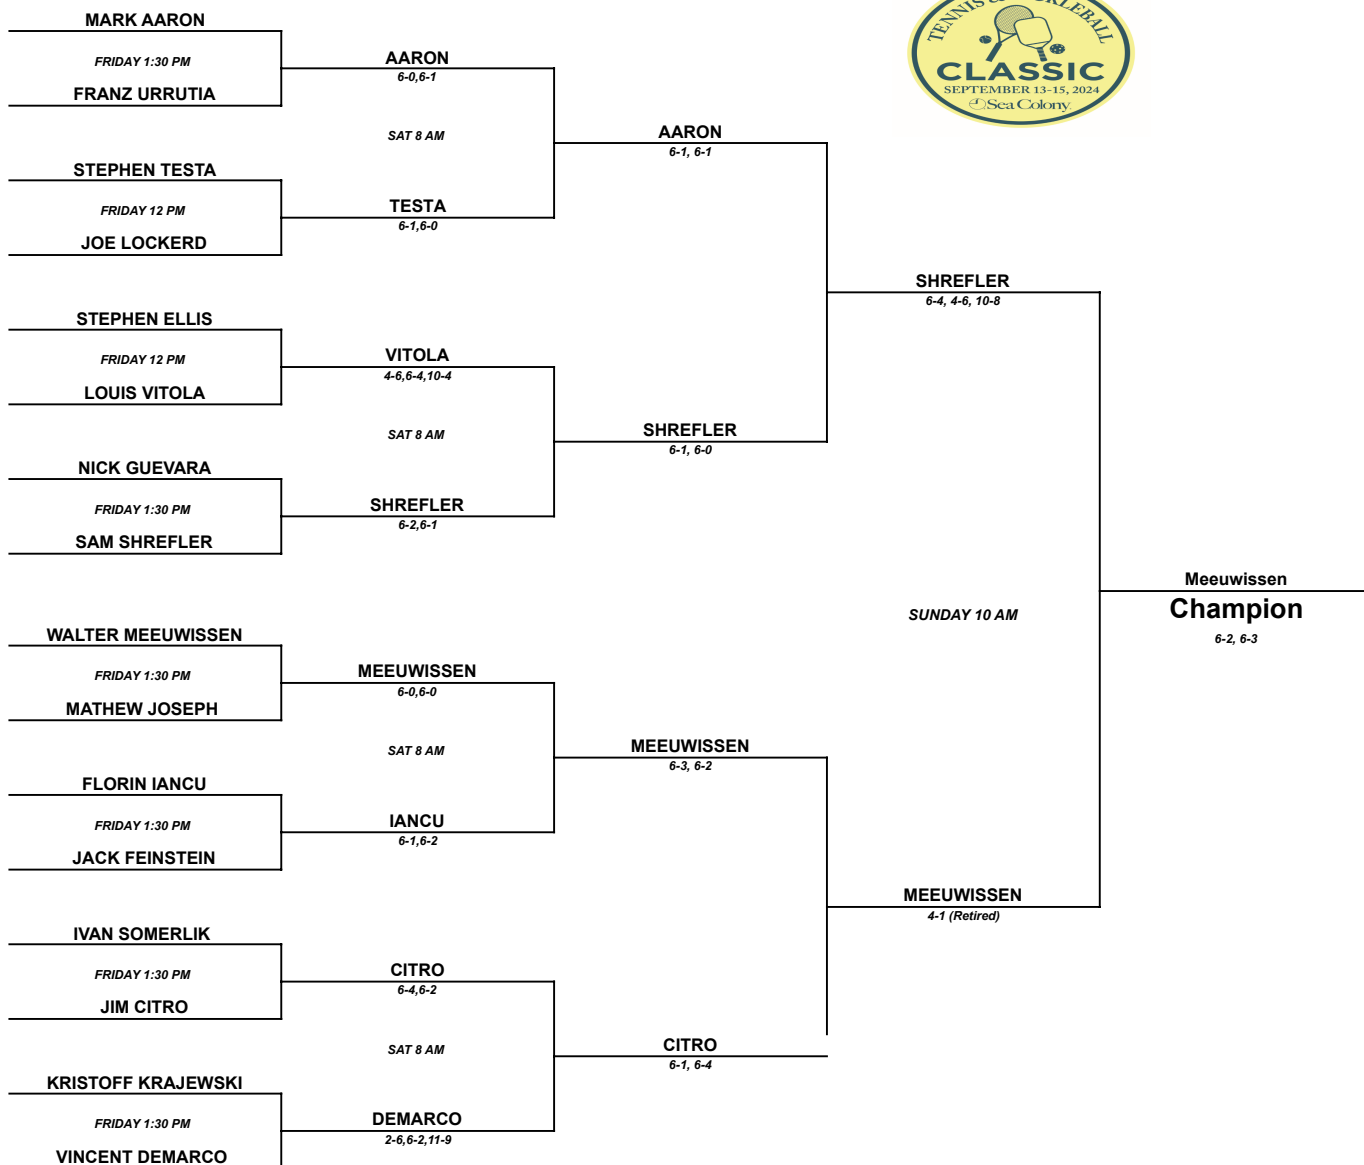 MARK AARON
FRIDAY 1:30 PM
FRANZ URRUTIA
STEPHEN TESTA
FRIDAY 12 PM
JOE LOCKERD
STEPHEN ELLIS
FRIDAY 12 PM
LOUIS VITOLA
NICK GUEVARA
FRIDAY 1:30 PM
SAM SHREFLER
WALTER MEEUWISSEN
FRIDAY 1:30 PM
MATHEW JOSEPH
FLORIN IANCU
FRIDAY 1:30 PM
JACK FEINSTEIN
IVAN SOMERLIK
FRIDAY 1:30 PM
JIM CITRO
KRISTOFF KRAJEWSKI
FRIDAY 1:30 PM
VINCENT DEMARCO
AARON
6-0,6-1
SAT 8 AM
TESTA
6-1,6-0
VITOLA
4-6,6-4,10-4
SAT 8 AM
SHREFLER
6-2,6-1
MEEUWISSEN
6-0,6-0
SAT 8 AM
IANCU
6-1,6-2
CITRO
6-4,6-2
SAT 8 AM
DEMARCO
2-6,6-2,11-9
AARON
6-1, 6-1
SHREFLER
6-1, 6-0
MEEUWISSEN
6-3, 6-2
CITRO
6-1, 6-4
TENNIS
CLASSIC
SEPTEMBER 13-15, 2024
Sea Colony
SHREFLER
6-4, 4-6, 10-8
SUNDAY 10 AM
MEEUWISSEN
4-1 (Retired)
Meeuwissen
Champion
6-2, 6-3